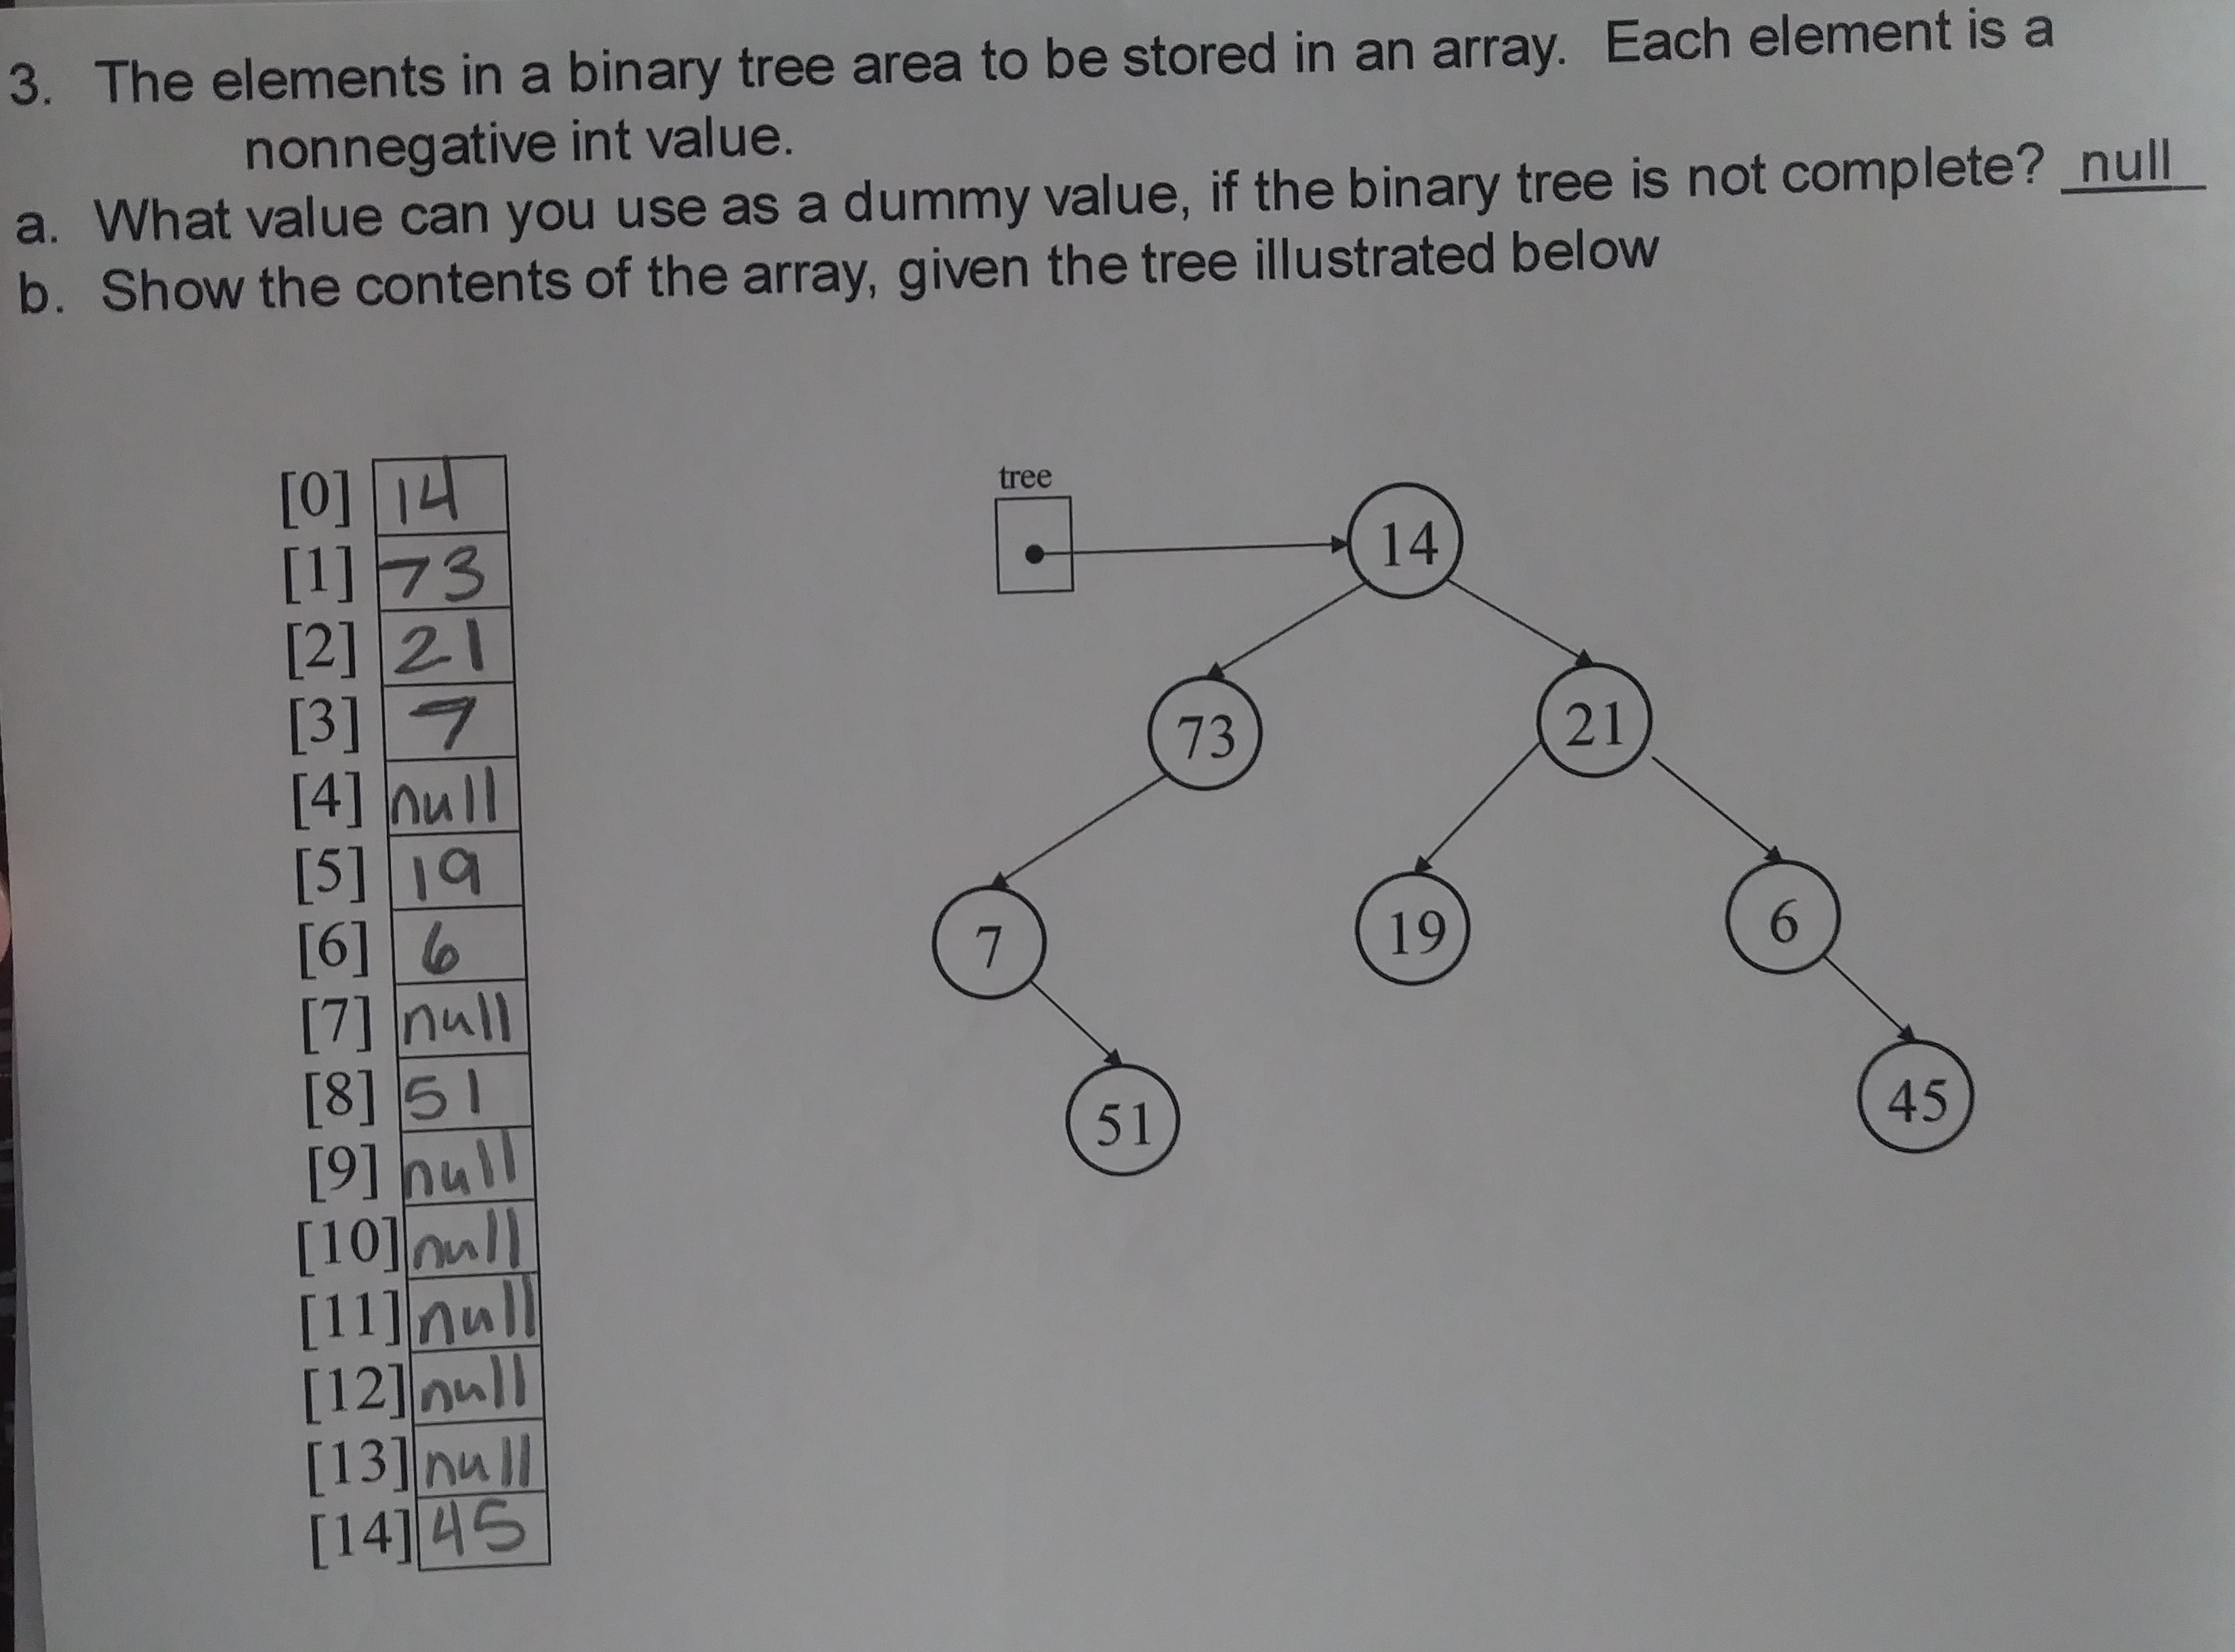 3. The elements in a binary tree area to be stored in an array. Each element is a
nonnegative int value.
a. What value can you use as a dummy value, if the binary tree is not complete? null
b. Show the contents of the array, given the tree illustrated below
tree
[0] 14
[1] 73
[2] 21
[3] 7
[4] null
[5] 19
[6] 6
[7] null
[8] 51
[9] null
[10] null
[11] null
[12] null
[13] null
[14] 45
14
73 21
7 19 6
51 45